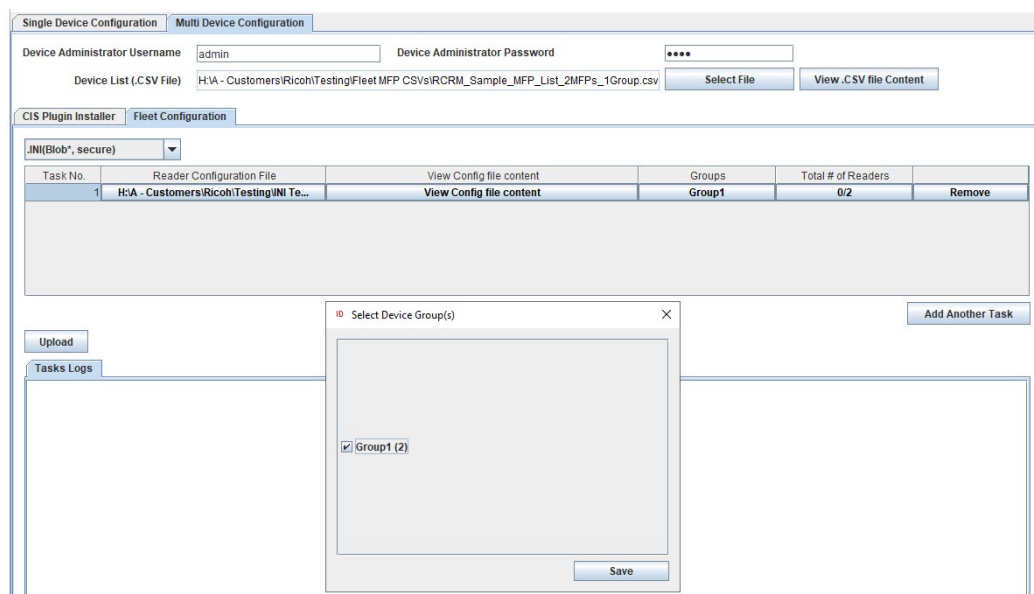 Single Device Configuration Multi Device Configuration
Device Administrator Username admin Device Administrator Password ••••
Device List (.CSV File) H:\A - Customers\Ricoh\Testing\Fleet MFP CSVs\RCRM_Sample_MFP_List_2MFPs_1Group.csv Select File View .CSV file Content
CIS Plugin Installer Fleet Configuration
.INI(Blob*, secure)
Task No. Reader Configuration File View Config file content Groups Total # of Readers
1 H:\A - Customers\Ricoh\Testing\INI Te... View Config file content Group1 0/2 Remove
Add Another Task
Upload
Tasks Logs
ID Select Device Group(s)
Group1 (2)
Save